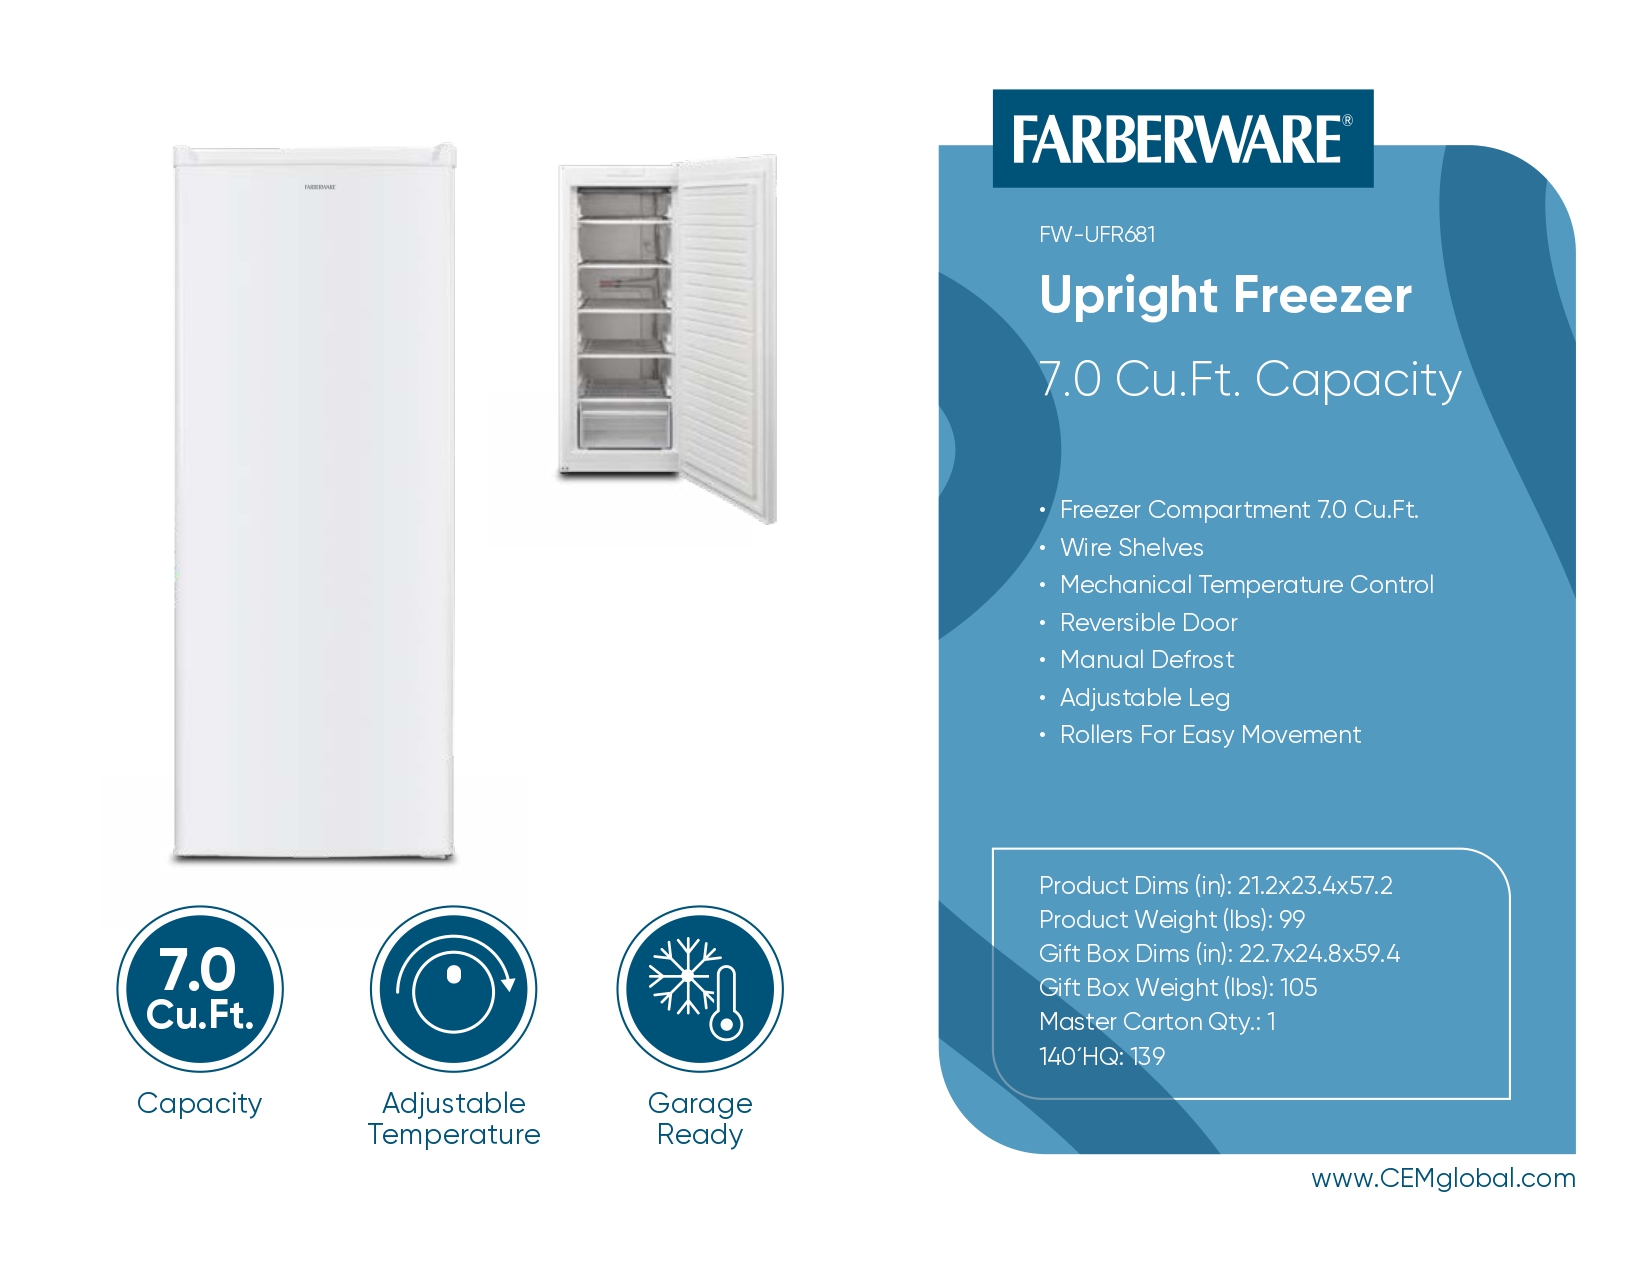 FARBERWARE
FARBERWARE®
FW-UFR681
Upright Freezer
7.0 Cu.Ft. Capacity
• Freezer Compartment 7.0 Cu.Ft.
• Wire Shelves
• Mechanical Temperature Control
• Reversible Door
• Manual Defrost
• Adjustable Leg
• Rollers For Easy Movement
Product Dims (in): 21.2x23.4x57.2
Product Weight (lbs): 99
Gift Box Dims (in): 22.7x24.8x59.4
Gift Box Weight (lbs): 105
Master Carton Qty.: 1
140´HQ: 139
7.0
Cu.Ft.
Capacity
Adjustable
Temperature
Garage
Ready
www.CEMglobal.com